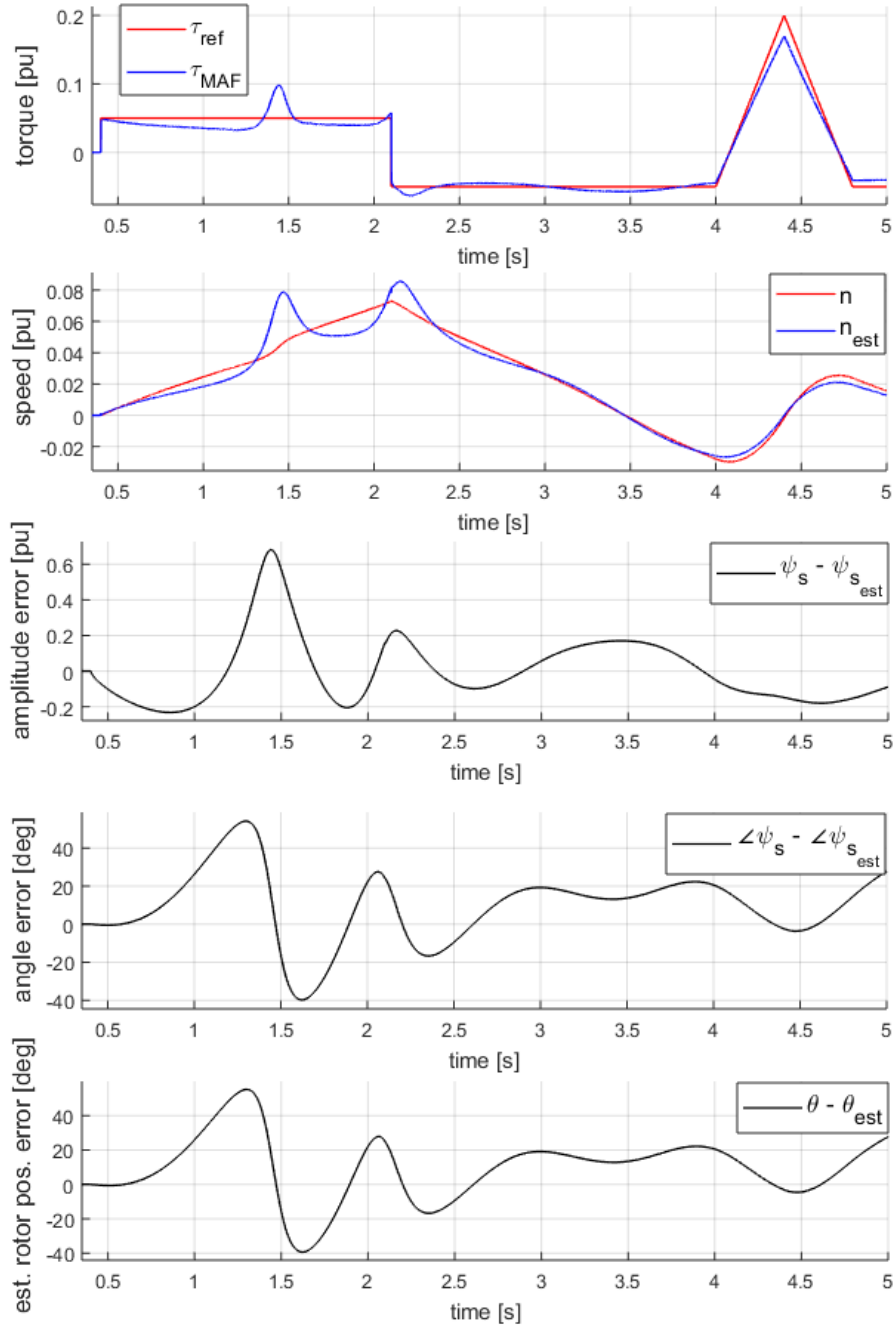 0.2
0.1
0
torque [pu]
τref
τMAF
0.5 1 1.5 2 2.5 3 3.5 4 4.5 5
time [s]
0.08
0.06
0.04
0.02
0
-0.02
speed [pu]
n
nest
0.5 1 1.5 2 2.5 3 3.5 4 4.5 5
time [s]
0.6
0.4
0.2
0
-0.2
amplitude error [pu]
ψs - ψsest
0.5 1 1.5 2 2.5 3 3.5 4 4.5 5
time [s]
40
20
0
-20
-40
angle error [deg]
∠ψs - ∠ψsest
0.5 1 1.5 2 2.5 3 3.5 4 4.5 5
time [s]
40
20
0
-20
-40
est. rotor pos. error [deg]
θ - θest
0.5 1 1.5 2 2.5 3 3.5 4 4.5 5
time [s]